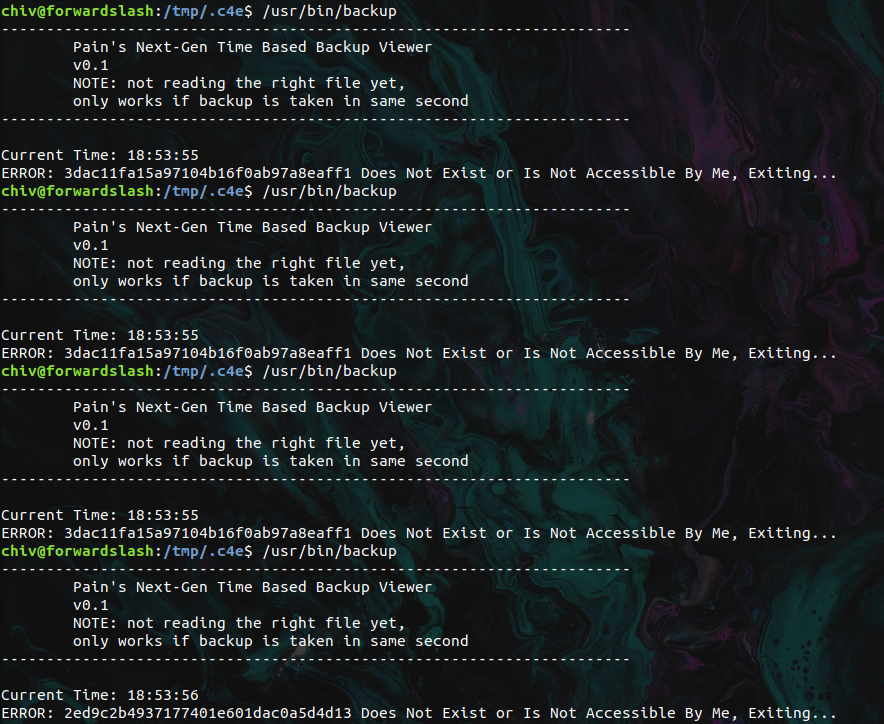 chiv@forwardslash:/tmp/.c4e$ /usr/bin/backup
----------------------------------------------------------------------
        Pain's Next-Gen Time Based Backup Viewer
        v0.1
        NOTE: not reading the right file yet,
        only works if backup is taken in same second
----------------------------------------------------------------------

Current Time: 18:53:55
ERROR: 3dac11fa15a97104b16f0ab97a8eaff1 Does Not Exist or Is Not Accessible By Me, Exiting...
chiv@forwardslash:/tmp/.c4e$ /usr/bin/backup
----------------------------------------------------------------------
        Pain's Next-Gen Time Based Backup Viewer
        v0.1
        NOTE: not reading the right file yet,
        only works if backup is taken in same second
----------------------------------------------------------------------

Current Time: 18:53:55
ERROR: 3dac11fa15a97104b16f0ab97a8eaff1 Does Not Exist or Is Not Accessible By Me, Exiting...
chiv@forwardslash:/tmp/.c4e$ /usr/bin/backup
----------------------------------------------------------------------
        Pain's Next-Gen Time Based Backup Viewer
        v0.1
        NOTE: not reading the right file yet,
        only works if backup is taken in same second
----------------------------------------------------------------------

Current Time: 18:53:55
ERROR: 3dac11fa15a97104b16f0ab97a8eaff1 Does Not Exist or Is Not Accessible By Me, Exiting...
chiv@forwardslash:/tmp/.c4e$ /usr/bin/backup
----------------------------------------------------------------------
        Pain's Next-Gen Time Based Backup Viewer
        v0.1
        NOTE: not reading the right file yet,
        only works if backup is taken in same second
----------------------------------------------------------------------

Current Time: 18:53:56
ERROR: 2ed9c2b4937177401e601dac0a5d4d13 Does Not Exist or Is Not Accessible By Me, Exiting...